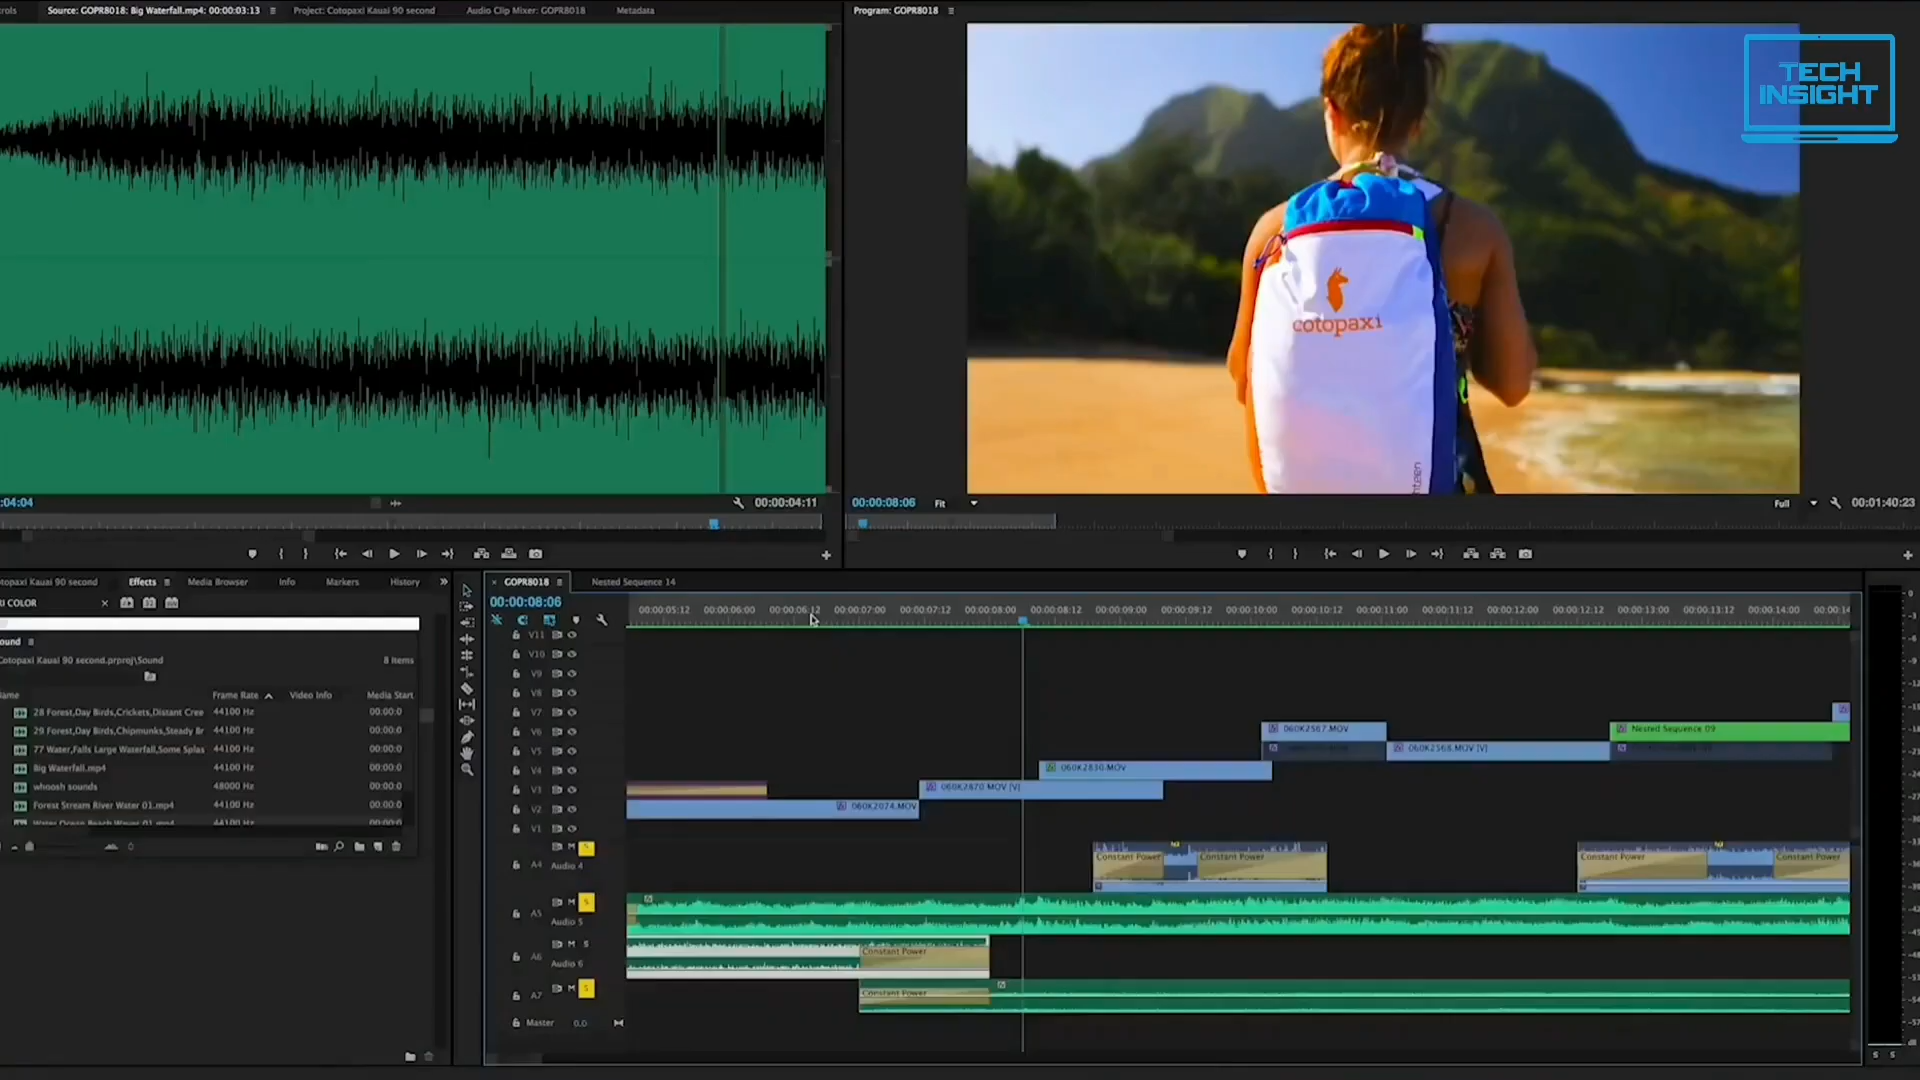 Source: GOPR8018: Big Waterfall.mp4: 00:00:03:13
Project: Cotopaxi Kauai 90 second
Audio Clip Mixer: GOPR8018
Metadata
Program: GOPR8018
TECH
INSIGHT
cotopaxi
:04:04
00:00:04:11
00:00:08:06
Fit
Full
00:01:40:23
otopaxi Kauai 90 second
Effects
Media Browser
Info
Markers
History
I COLOR
ound
Cotopaxi Kauai 90 second.prproj\Sound
8 Items
Name
Frame Rate
Video Info
Media Start
28 Forest,Day Birds,Crickets,Distant Cree
44100 Hz
00:00:0
29 Forest,Day Birds,Chipmunks,Steady Br
44100 Hz
00:00:0
77 Water,Falls Large Waterfall,Some Splas
44100 Hz
00:00:0
Big Waterfall.mp4
44100 Hz
00:00:0
whoosh sounds
48000 Hz
00:00:0
Forest Stream River Water 01.mp4
44100 Hz
00:00:0
Water Ocean Beach Waves 01.mp4
44100 Hz
00:00:0
GOPR8018
Nested Sequence 14
00:00:08:06
00:00:05:12 00:00:06:00 00:00:06:12 00:00:07:00 00:00:07:12 00:00:08:00 00:00:08:12 00:00:09:00 00:00:09:12 00:00:10:00 00:00:10:12 00:00:11:00 00:00:11:12 00:00:12:00 00:00:12:12 00:00:13:00 00:00:13:12 00:00:14:00 00:00:14
V11
V10
V9
V8
V7
V6
060K2567.MOV
Nested Sequence 09
V5
060K2568.MOV [V]
V4
060K2830.MOV
V3
060K2870.MOV [V]
V2
060K2074.MOV
V1
M S
A4
Audio 4
Constant Power
Constant Power
Constant Power
Constant Power
M S
A5
Audio 5
M S
A6
Audio 6
Constant Power
M S
A7
Constant Power
Master
0.0
S S